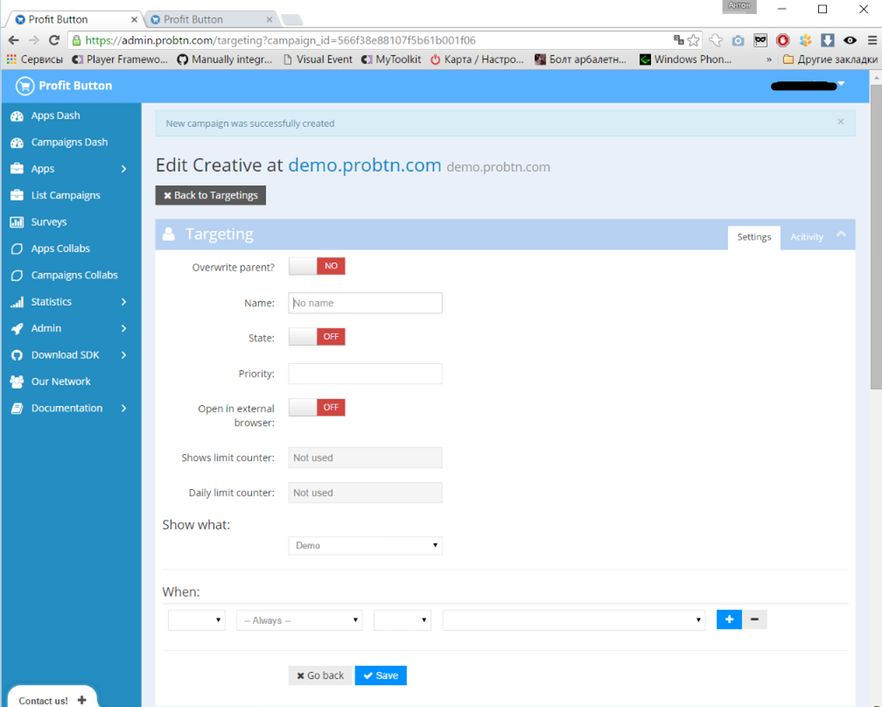 Антон
Profit Button
Profit Button
https://admin.probtn.com/targeting?campaign_id=566f38e88107f5b61b001f06
Сервисы
Player Framewo...
Manually integr...
Visual Event
MyToolkit
Карта / Настро...
Болт арбалетн...
Windows Phon...
»
Другие закладки
Profit Button
Apps Dash
Campaigns Dash
Apps
List Campaigns
Surveys
Apps Collabs
Campaigns Collabs
Statistics
Admin
Download SDK
Our Network
Documentation
Contact us!
New campaign was successfully created
Edit Creative at demo.probtn.com demo.probtn.com
Back to Targetings
Targeting
Settings
Acitivity
Overwrite parent? NO
Name: No name
State: OFF
Priority:
Open in external
browser:
OFF
Shows limit counter: Not used
Daily limit counter: Not used
Show what:
Demo
When:
-- Always --
Go back
Save